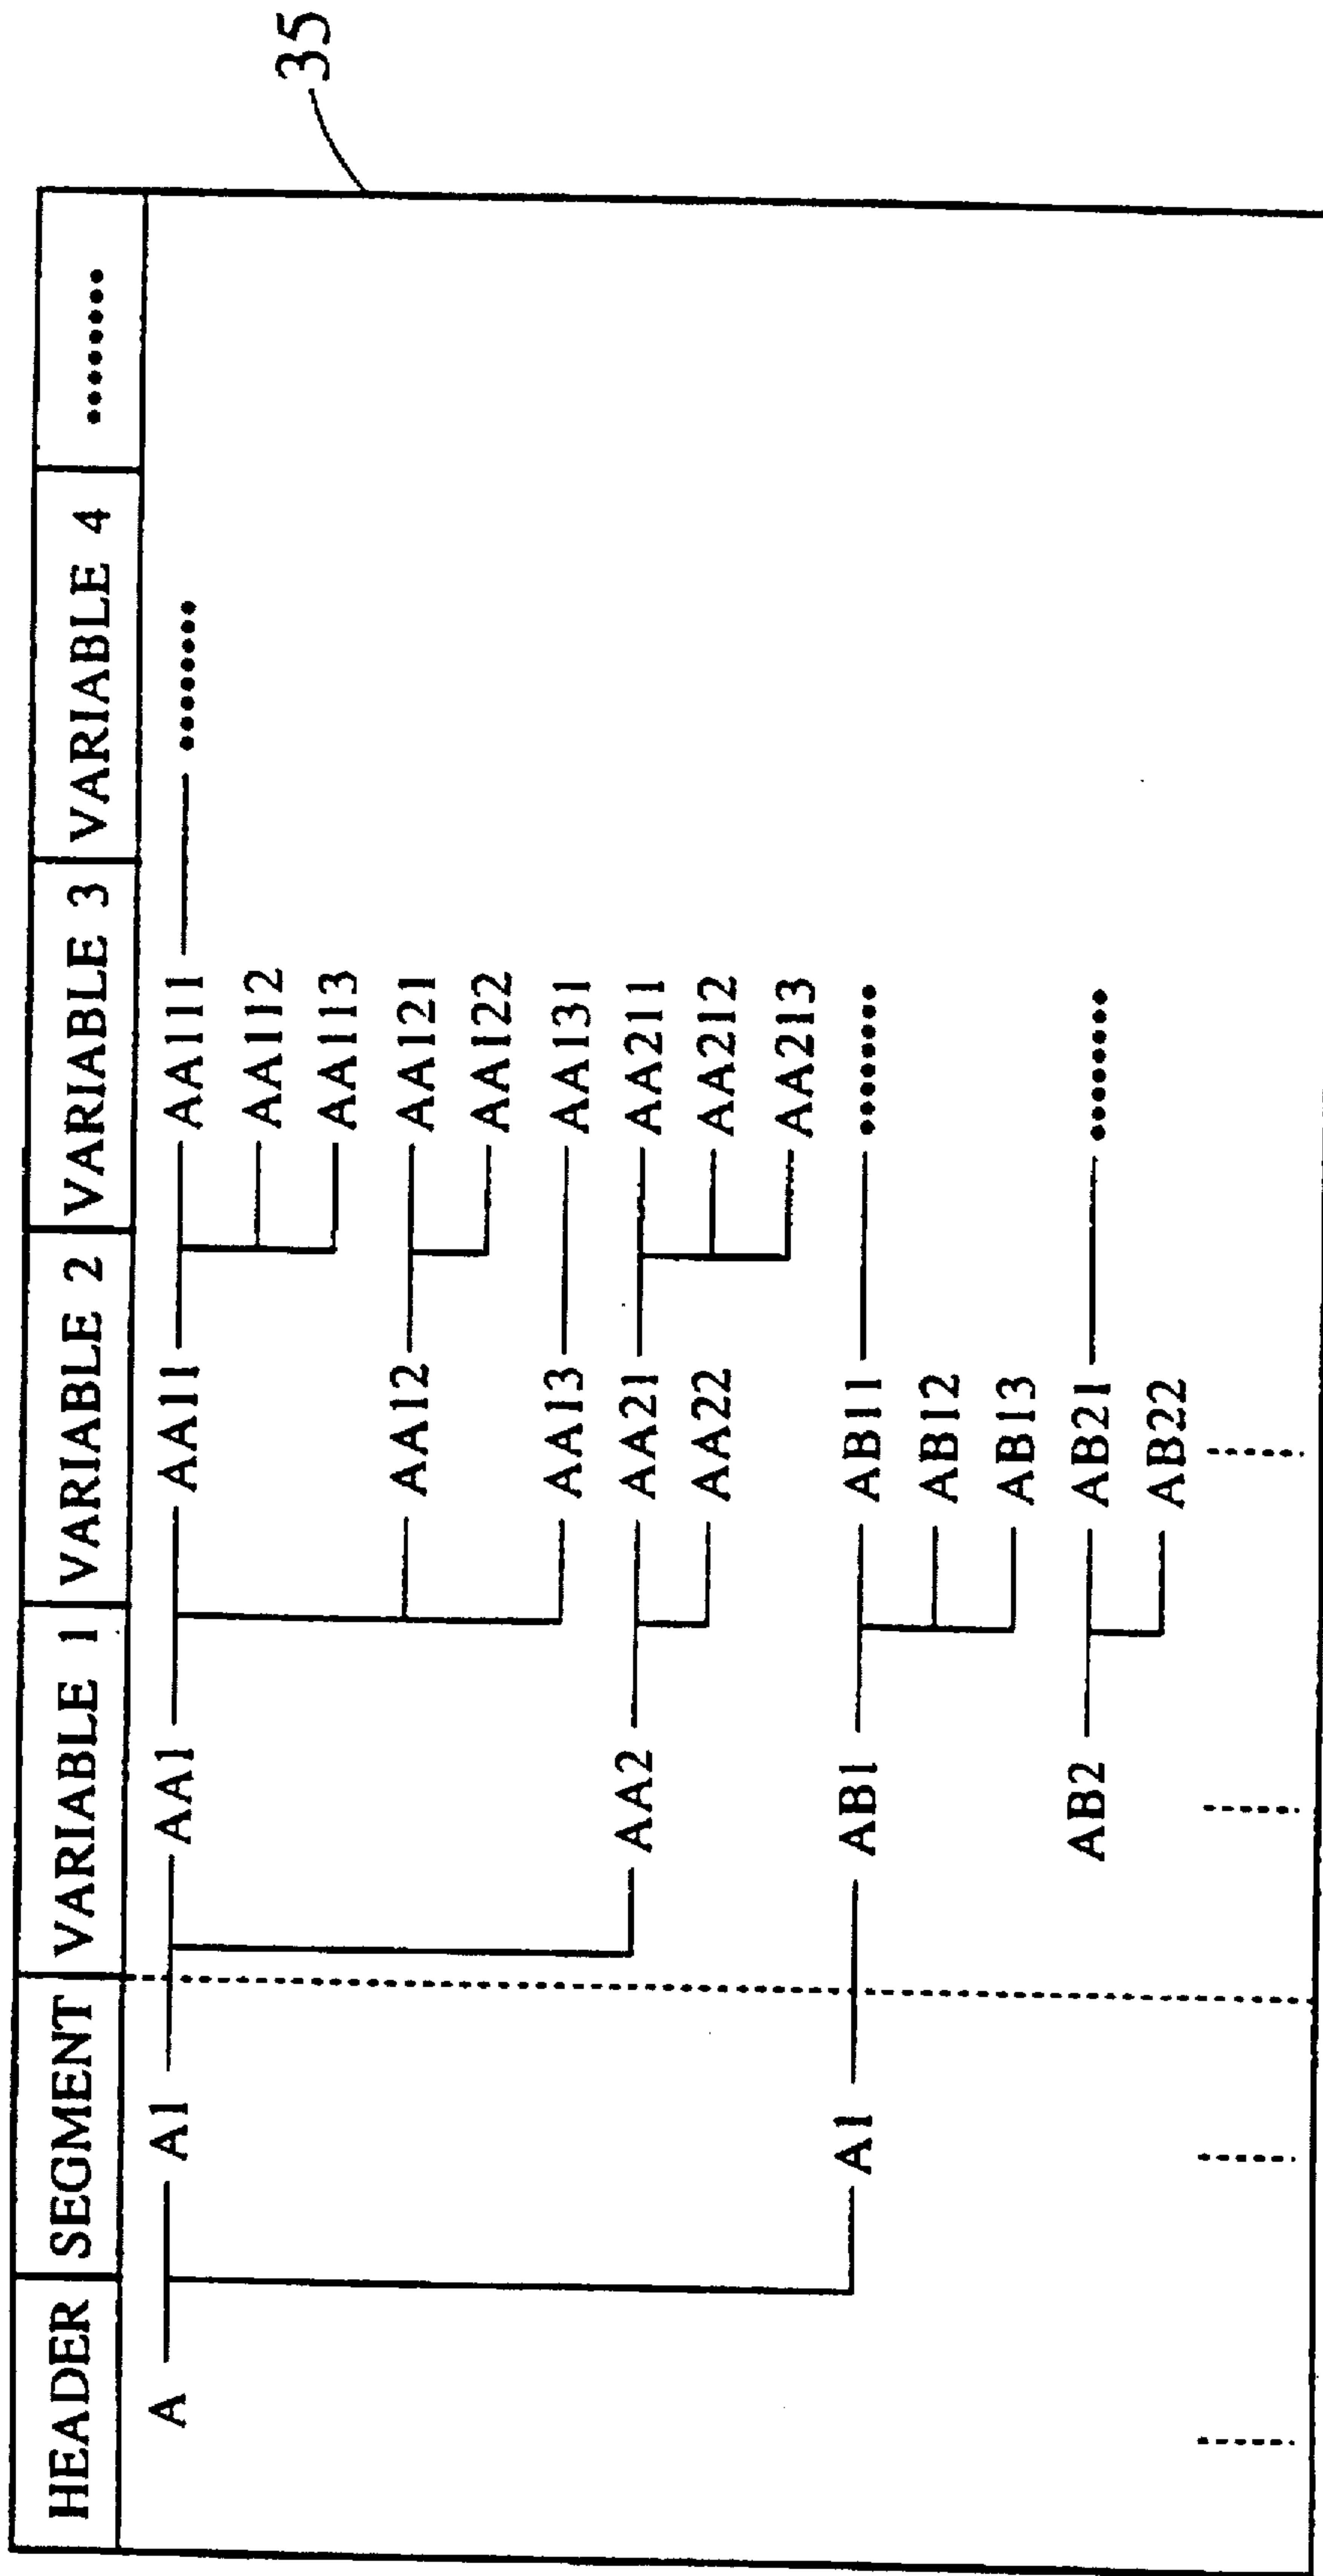 35
HEADER SEGMENT VARIABLE 1 VARIABLE 2 VARIABLE 3 VARIABLE 4 ········
A A1 AA1 AA11 AA111 ········
AA112
AA113
AA12 AA121
AA122
AA13 AA131
AA2 AA21 AA211
AA22 AA212
AA213
A1 AB1 AB11 ········
AB12
AB13
AB2 AB21 ········
AB22